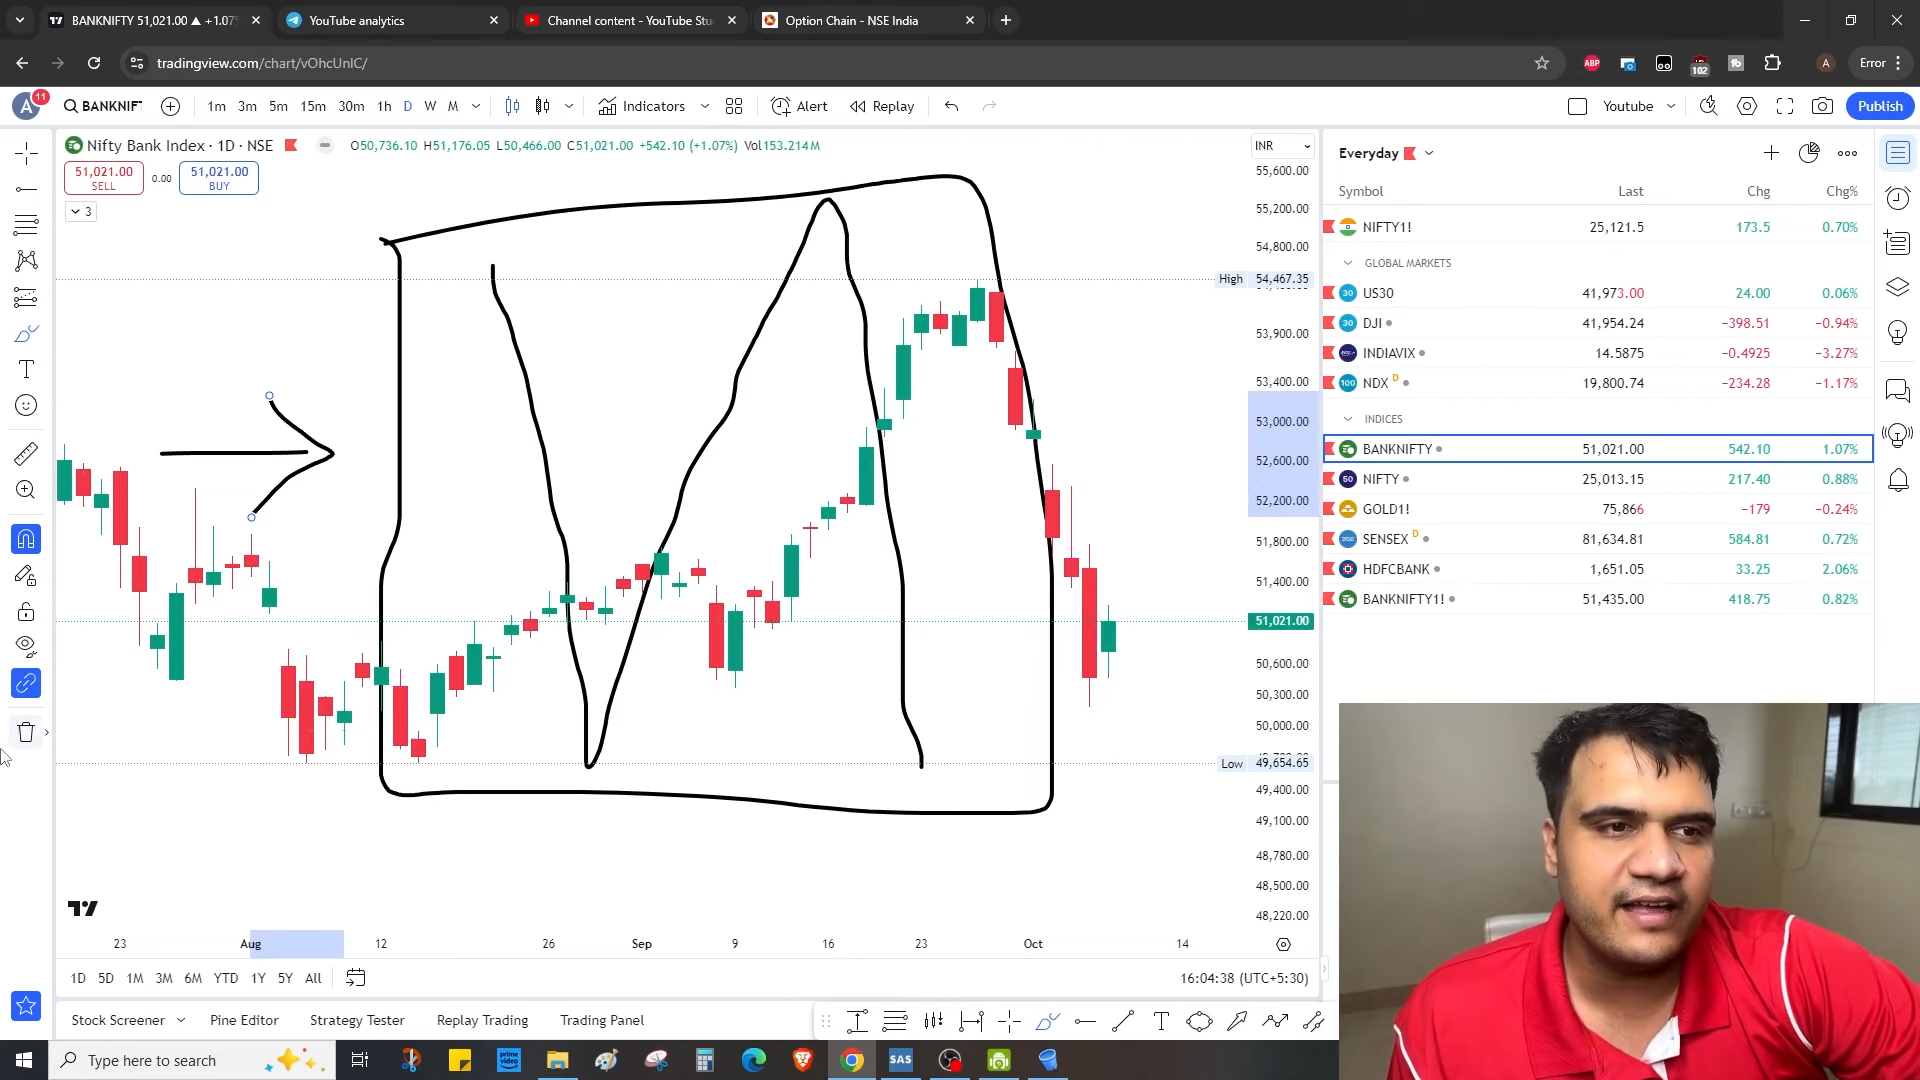 BANKNIFTY 51,021.00 ▲ +1.07%
YouTube analytics
Channel content - YouTube Stu
Option Chain - NSE India
tradingview.com/chart/vOhcUnIC/
102
A
Error
A
11
BANKNIF
1m 3m 5m 15m 30m 1h D W M
Indicators
Alert
Replay
Youtube
Publish
Nifty Bank Index · 1D · NSE
O50,736.10 H51,176.05 L50,466.00 C51,021.00 +542.10 (+1.07%) Vol153.214 M
INR
51,021.00
SELL
0.00
51,021.00
BUY
3
55,600.00
55,200.00
54,800.00
High 54,467.35
53,900.00
53,400.00
53,000.00
52,600.00
52,200.00
51,800.00
51,400.00
51,021.00
50,600.00
50,300.00
50,000.00
Low 49,654.65
49,400.00
49,100.00
48,780.00
48,500.00
48,220.00
23 Aug 12 26 Sep 9 16 23 Oct 14
1D 5D 1M 3M 6M YTD 1Y 5Y All
16:04:38 (UTC+5:30)
Stock Screener Pine Editor Strategy Tester Replay Trading Trading Panel
Everyday
Symbol Last Chg Chg%
NIFTY1! 25,121.5 173.5 0.70%
GLOBAL MARKETS
US30 41,973.00 24.00 0.06%
DJI 41,954.24 −398.51 −0.94%
INDIAVIX 14.5875 −0.4925 −3.27%
NDX D 19,800.74 −234.28 −1.17%
INDICES
BANKNIFTY 51,021.00 542.10 1.07%
NIFTY 25,013.15 217.40 0.88%
GOLD1! 75,866 −179 −0.24%
SENSEX D 81,634.81 584.81 0.72%
HDFCBANK 1,651.05 33.25 2.06%
BANKNIFTY1! 51,435.00 418.75 0.82%
Type here to search
prime video
SAS